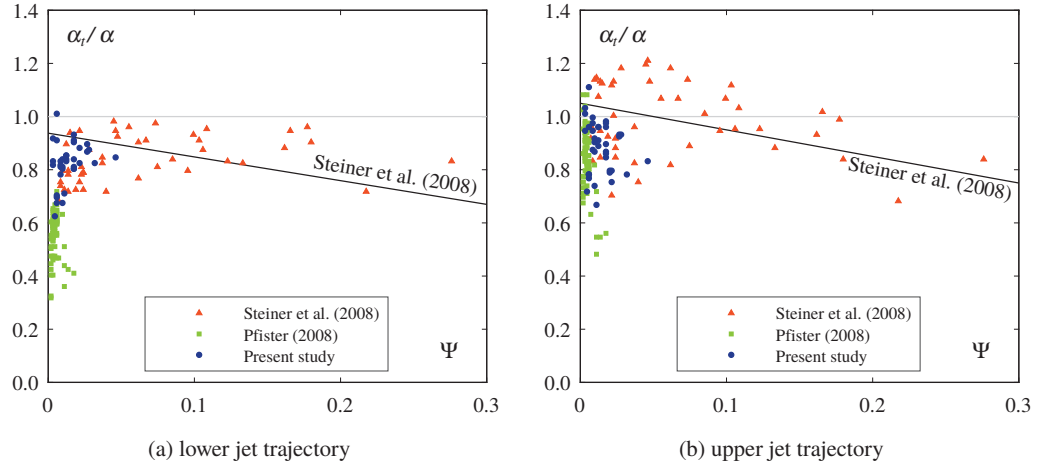 1.4
1.2
1.0
0.8
0.6
0.4
0.2
0.0
α_t / α
Steiner et al. (2008)
Steiner et al. (2008)
Pfister (2008)
Present study
Ψ
0
0.1
0.2
0.3
(a) lower jet trajectory
1.4
1.2
1.0
0.8
0.6
0.4
0.2
0.0
α_t / α
Steiner et al. (2008)
Steiner et al. (2008)
Pfister (2008)
Present study
Ψ
0
0.1
0.2
0.3
(b) upper jet trajectory